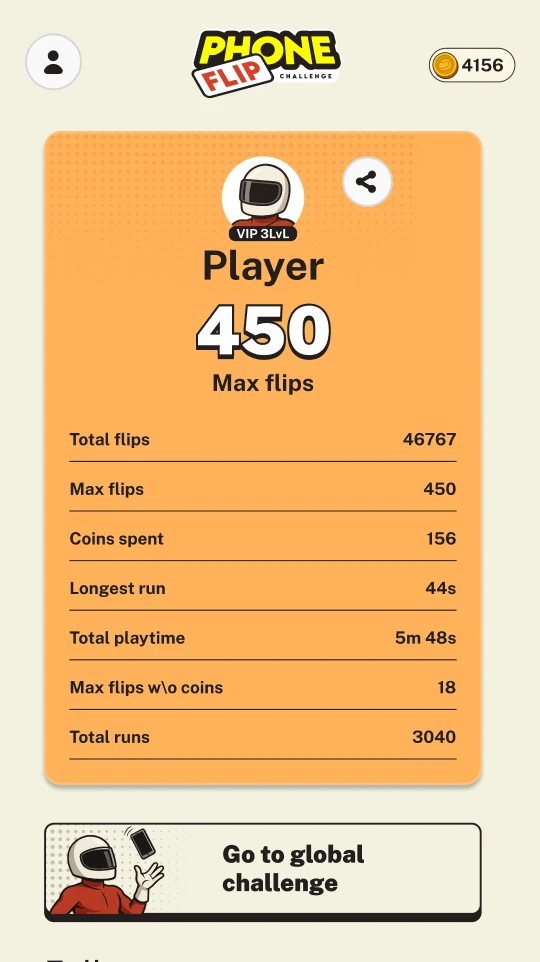 PHONE
FLIP
CHALLENGE
4156
VIP 3LvL
Player
450
Max flips
Total flips 46767
Max flips 450
Coins spent 156
Longest run 44s
Total playtime 5m 48s
Max flips w\o coins 18
Total runs 3040
Go to global
challenge